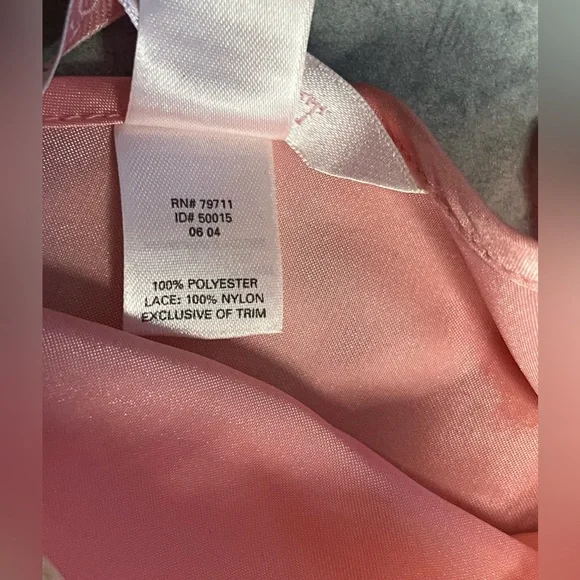 RN# 79711
ID# 50015
06 04
100% POLYESTER
LACE: 100% NYLON
EXCLUSIVE OF TRIM